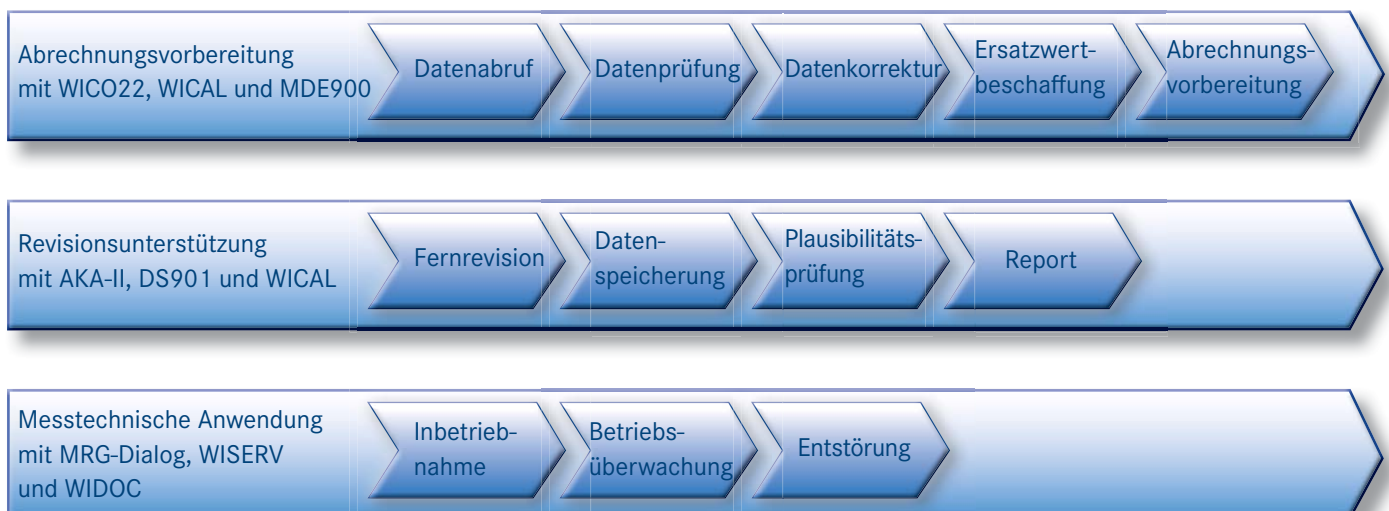 Abrechnungsvorbereitung
mit WICO22, WICAL und MDE900
Datenabruf
Datenprüfung
Datenkorrektur
Ersatzwert-
beschaffung
Abrechnungs-
vorbereitung
Revisionsunterstützung
mit AKA-II, DS901 und WICAL
Fernrevision
Daten-
speicherung
Plausibilitäts-
prüfung
Report
Messtechnische Anwendung
mit MRG-Dialog, WISERV
und WIDOC
Inbetrieb-
nahme
Betriebs-
überwachung
Entstörung